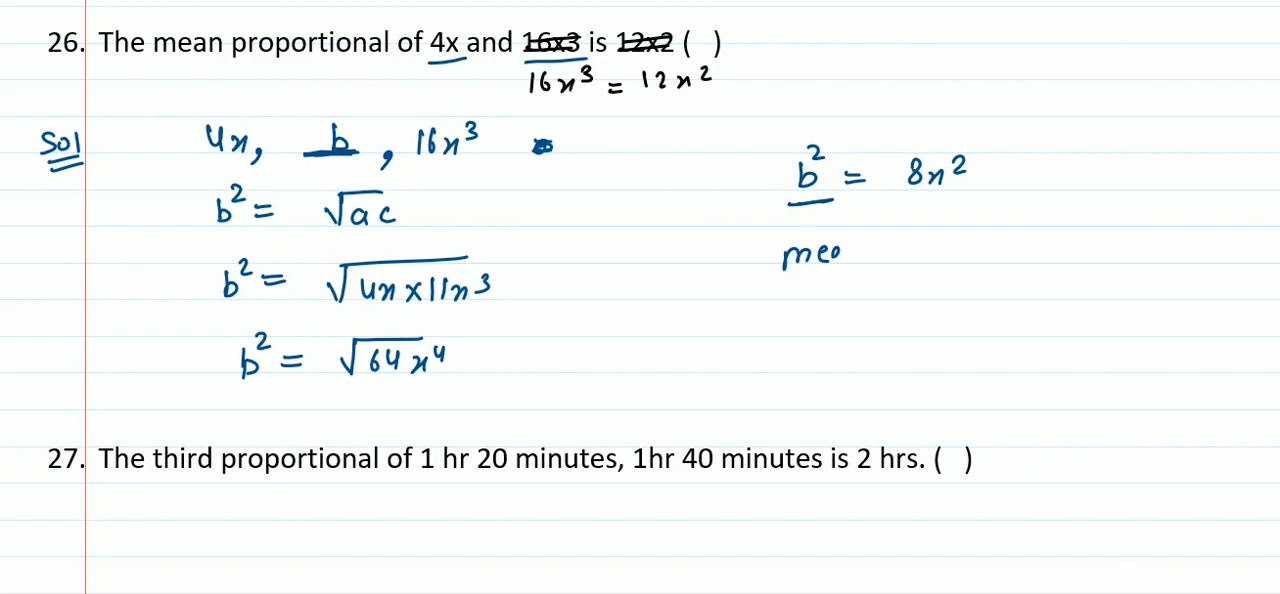 26. The mean proportional of 4x and 16x3 is 12x2 ( )
16x³ = 12x²
Sol
4x, b, 16x³
b² = √ac
b² = √4x×11x³
b² = √64x⁴
b² = 8x²
mea
27. The third proportional of 1 hr 20 minutes, 1hr 40 minutes is 2 hrs. ( )